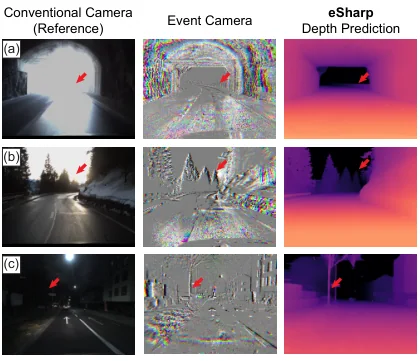 Conventional Camera
(Reference)
Event Camera
eSharp
Depth Prediction
(a)
(b)
(c)